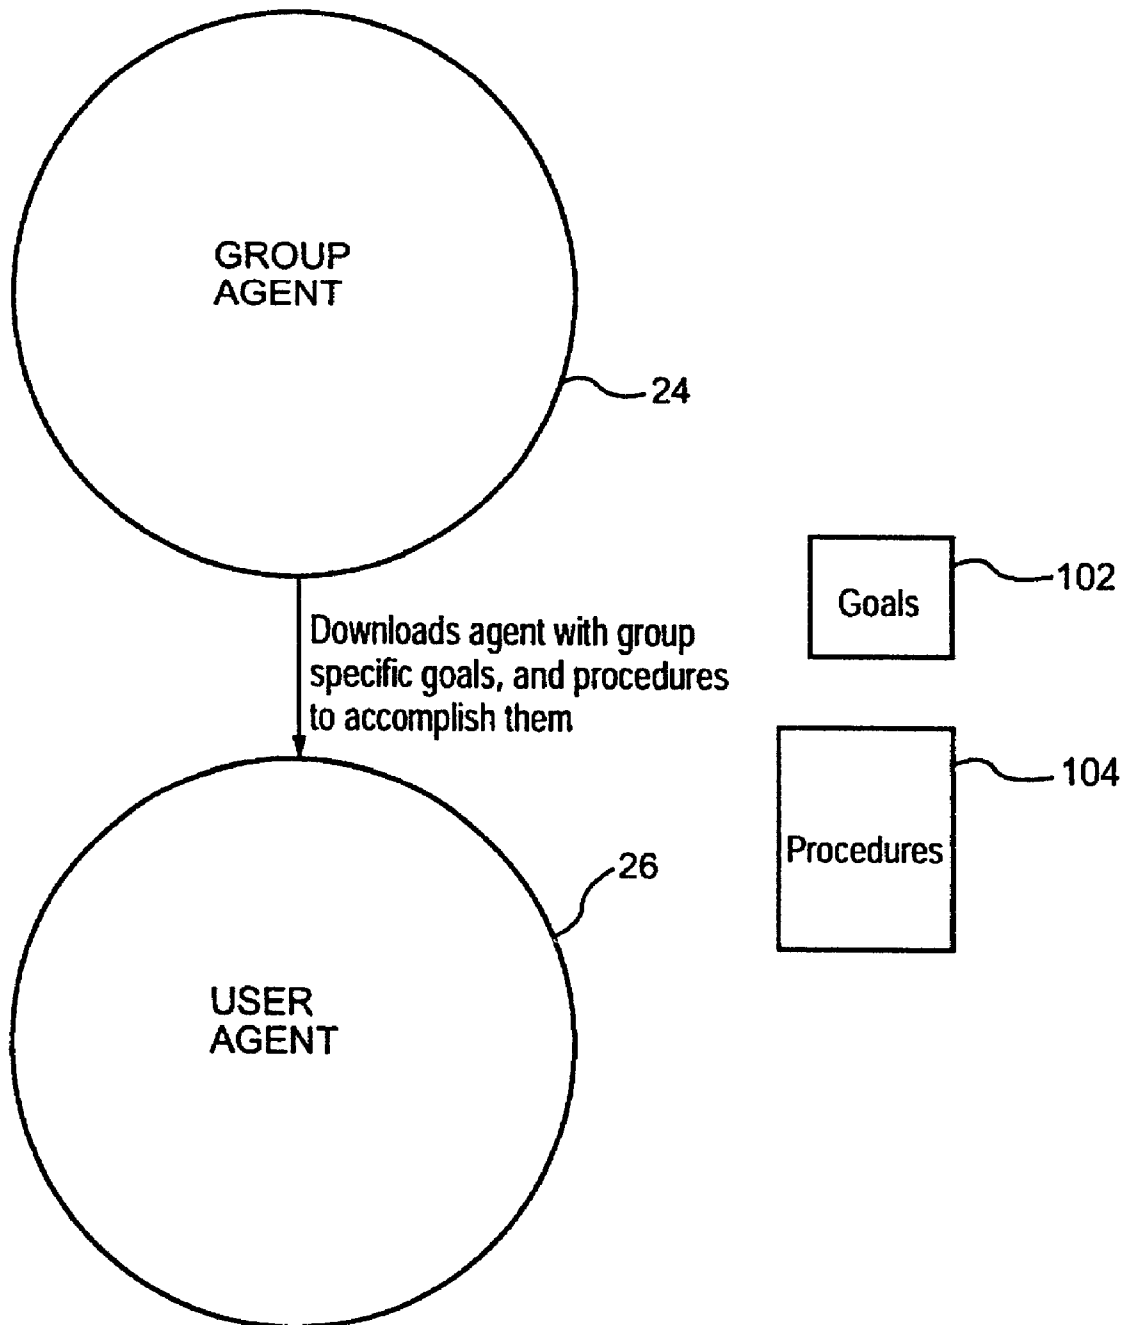 GROUP
AGENT
24
102
Goals
Downloads agent with group
specific goals, and procedures
to accomplish them
104
Procedures
26
USER
AGENT